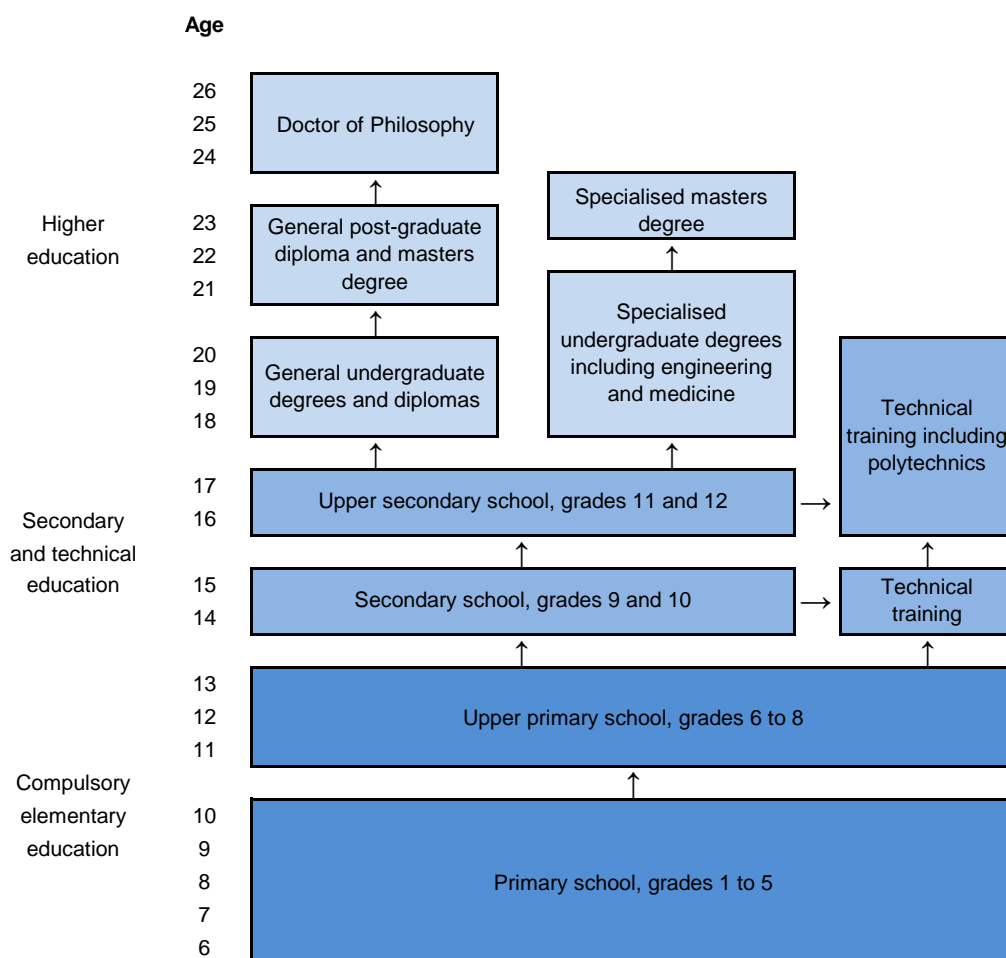 Age
26
25
24
Doctor of Philosophy
Higher
education
23
22
21
General post-graduate
diploma and masters
degree
Specialised masters
degree
20
19
18
General undergraduate
degrees and diplomas
Specialised
undergraduate degrees
including engineering
and medicine
Technical
training including
polytechnics
Secondary
and technical
education
17
16
Upper secondary school, grades 11 and 12
15
14
Secondary school, grades 9 and 10
Technical
training
13
12
11
Upper primary school, grades 6 to 8
Compulsory
elementary
education
10
9
8
7
6
Primary school, grades 1 to 5